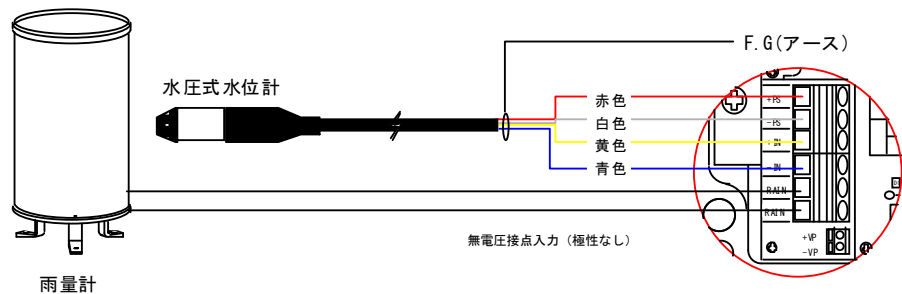 F.G(アース)
水圧式水位計
赤色
白色
黄色
青色
+PS
-PS
+IN
-IN
RAIN
RAIN
+VP
-VP
無電圧接点入力（極性なし）
雨量計